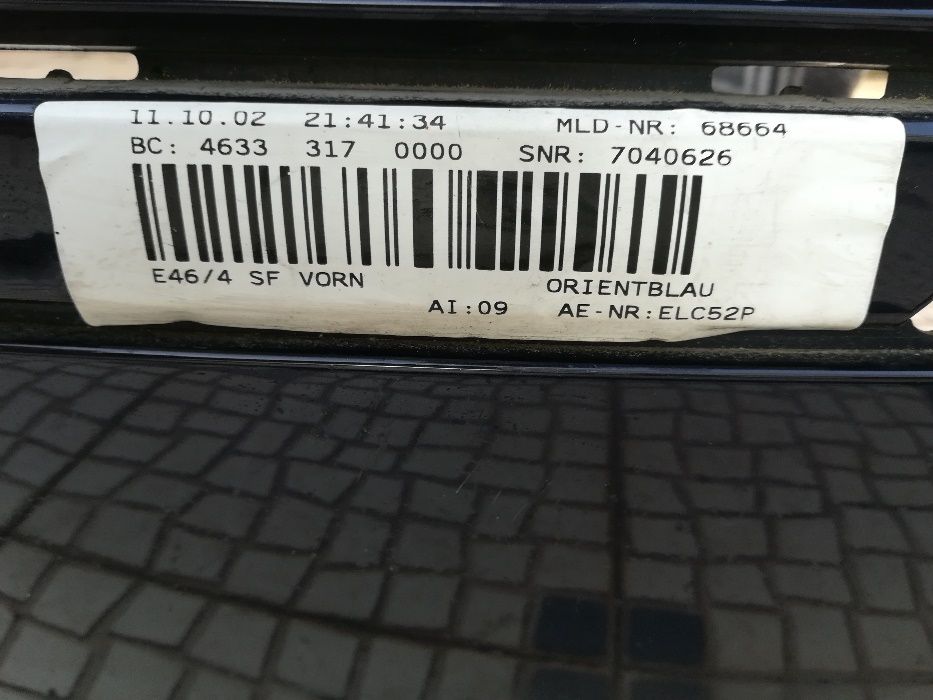 11.10.02 21:41:34 MLD-NR: 68664
BC: 4633 317 0000 SNR: 7040626
E46/4 SF VORN ORIENTBLAU
AI:09 AE-NR:ELC52P